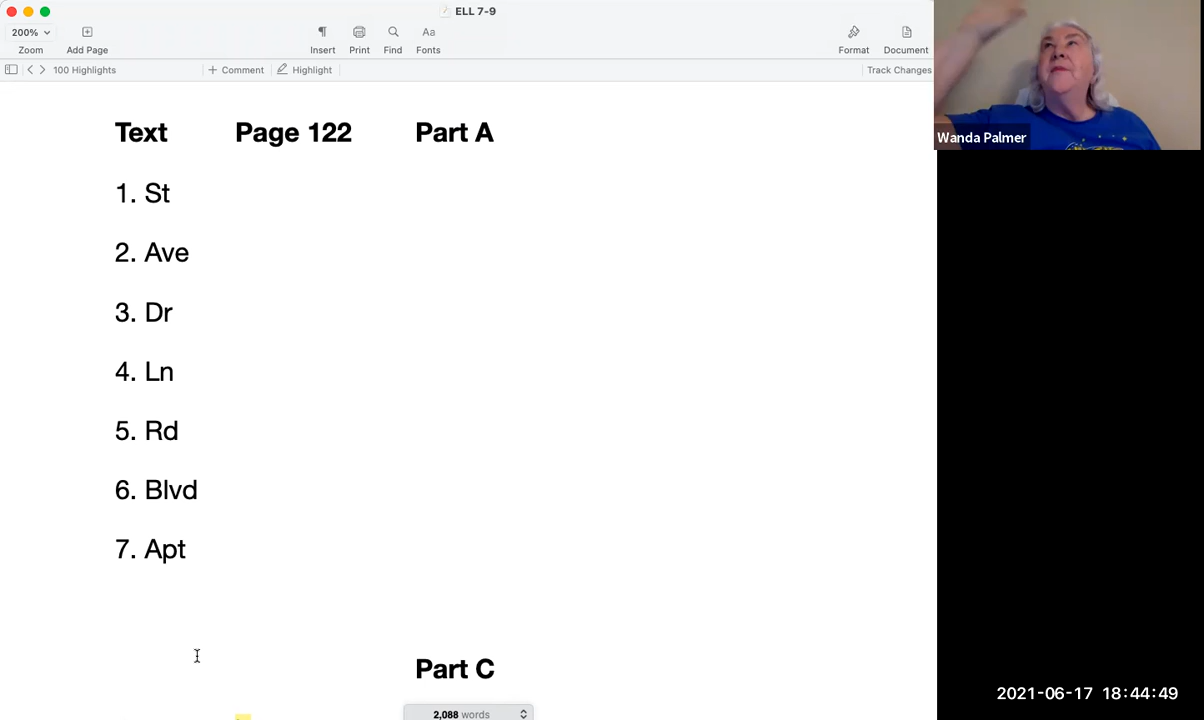 ELL 7-9
200%
Zoom
Add Page
Insert
Print
Find
Aa
Fonts
Format
Document
100 Highlights
+ Comment
Highlight
Track Changes
Wanda Palmer
Text Page 122 Part A
1. St
2. Ave
3. Dr
4. Ln
5. Rd
6. Blvd
7. Apt
Part C
2,088 words
2021-06-17 18:44:49